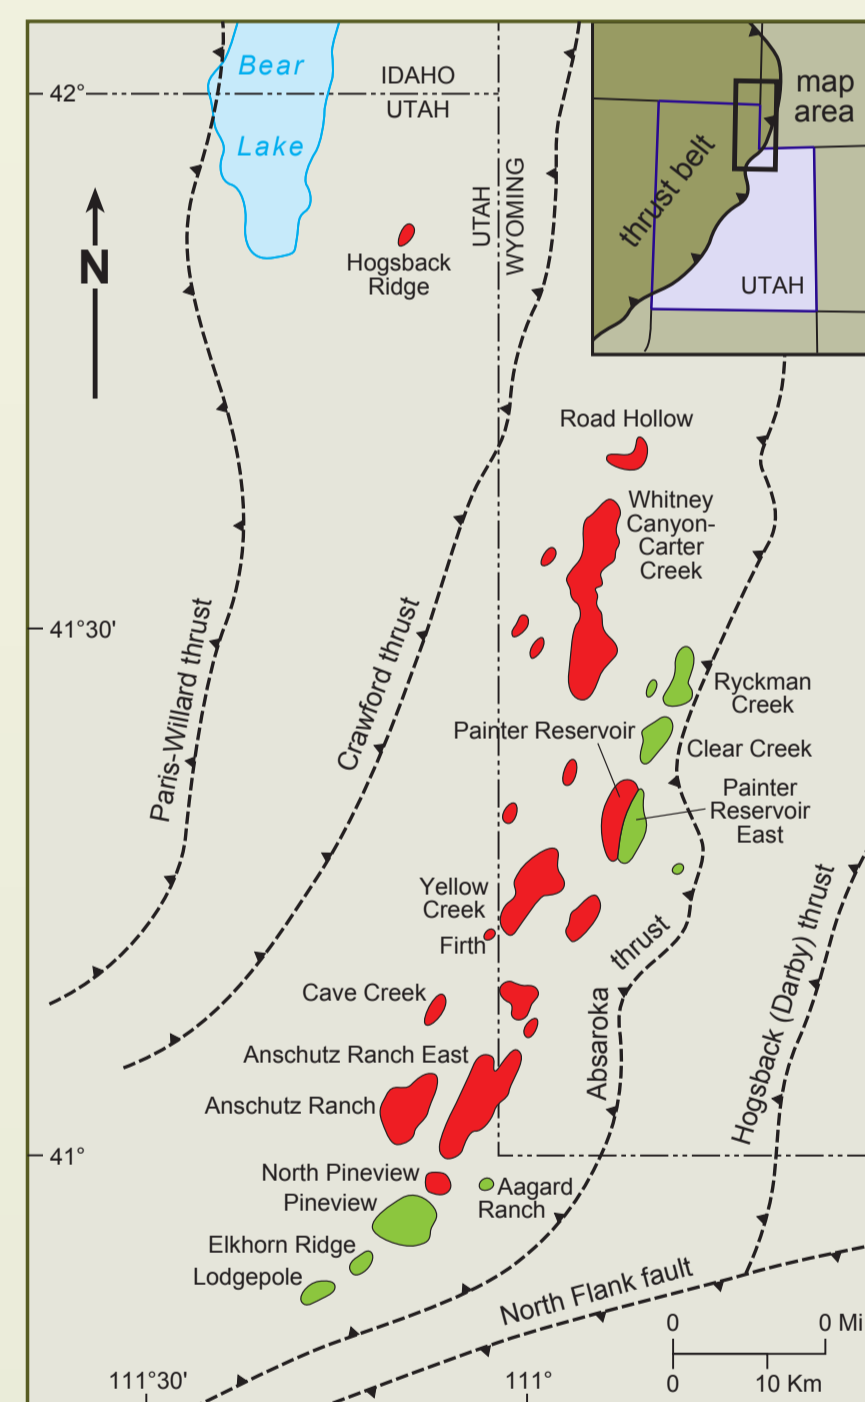 Bear
Lake
IDAHO
UTAH
42°
UTAH
WYOMING
map
area
thrust belt
UTAH
N
Hogsback
Ridge
Road Hollow
Whitney
Canyon-
Carter
Creek
41°30'
Paris-Willard thrust
Crawford thrust
Ryckman
Creek
Painter Reservoir
Clear Creek
Painter
Reservoir
East
Yellow
Creek
Firth
Absaroka thrust
Hogsback (Darby) thrust
Cave Creek
Anschutz Ranch East
Anschutz Ranch
41°
North Pineview
Pineview
Aagard
Ranch
Elkhorn Ridge
Lodgepole
North Flank fault
0 0 Mi
0 10 Km
111°30'
111°